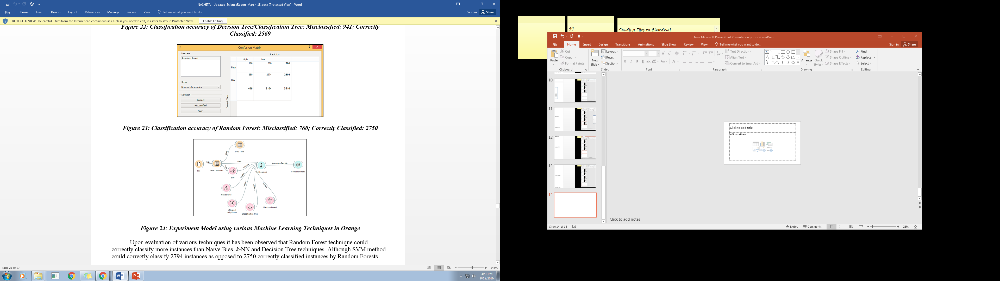 NASHITA - Updated_ScienceReport_March_18.docx (Protected View) - Word
File Home Insert Design Layout References Mailings Review View Tell me what you want to do...
Sign in Share
PROTECTED VIEW Be careful—files from the Internet can contain viruses. Unless you need to edit, it's safer to stay in Protected View. Enable Editing
Figure 22: Classification accuracy of Decision Tree/Classification Tree: Misclassified: 941; Correctly
Classified: 2569
Confusion Matrix
Learners
Random Forest
Show
Number of examples
Selection
Correct
Misclassified
None
Prediction
Correct Class
high low
high 176 530 706
low 230 2574 2804
406 3104 3510
Figure 23: Classification accuracy of Random Forest: Misclassified: 760; Correctly Classified: 2750
Data Table
Data
File
Data
Select Attributes
Data
Data
SVM
Learner
Test Learners
Evaluation Results
Confusion Matrix
Naive Bayes
Learner
k Nearest
Neighbours
Learner
Classification Tree
Learner
Random Forest
Learner
Figure 24: Experiment Model using various Machine Learning Techniques in Orange
Upon evaluation of various techniques it has been observed that Random Forest technique could
correctly classify more instances than Naïve Bias, k-NN and Decision Tree techniques. Although SVM method
could correctly classify 2794 instances as opposed to 2750 correctly classified instances by Random Forests
Page 21 of 27
148%
4:51 PM
9/12/2016
gg
Sending Files to Bhardwaj
New Microsoft PowerPoint Presentation.pptx - PowerPoint
File Home Insert Design Transitions Animations Slide Show Review View Tell me what you want to do...
Sign in Share
Paste
Cut
Copy
Format Painter
Clipboard
New
Slide
Layout
Reset
Section
Slides
B I U S abc AV Aa A
Font
Text Direction
Align Text
Convert to SmartArt
Paragraph
Arrange
Quick
Styles
Shape Fill
Shape Outline
Shape Effects
Drawing
Find
Replace
Select
Editing
10
11
12
13
14
Click to add title
• Click to add text
Click to add notes
Slide 14 of 14
Notes Comments
23%